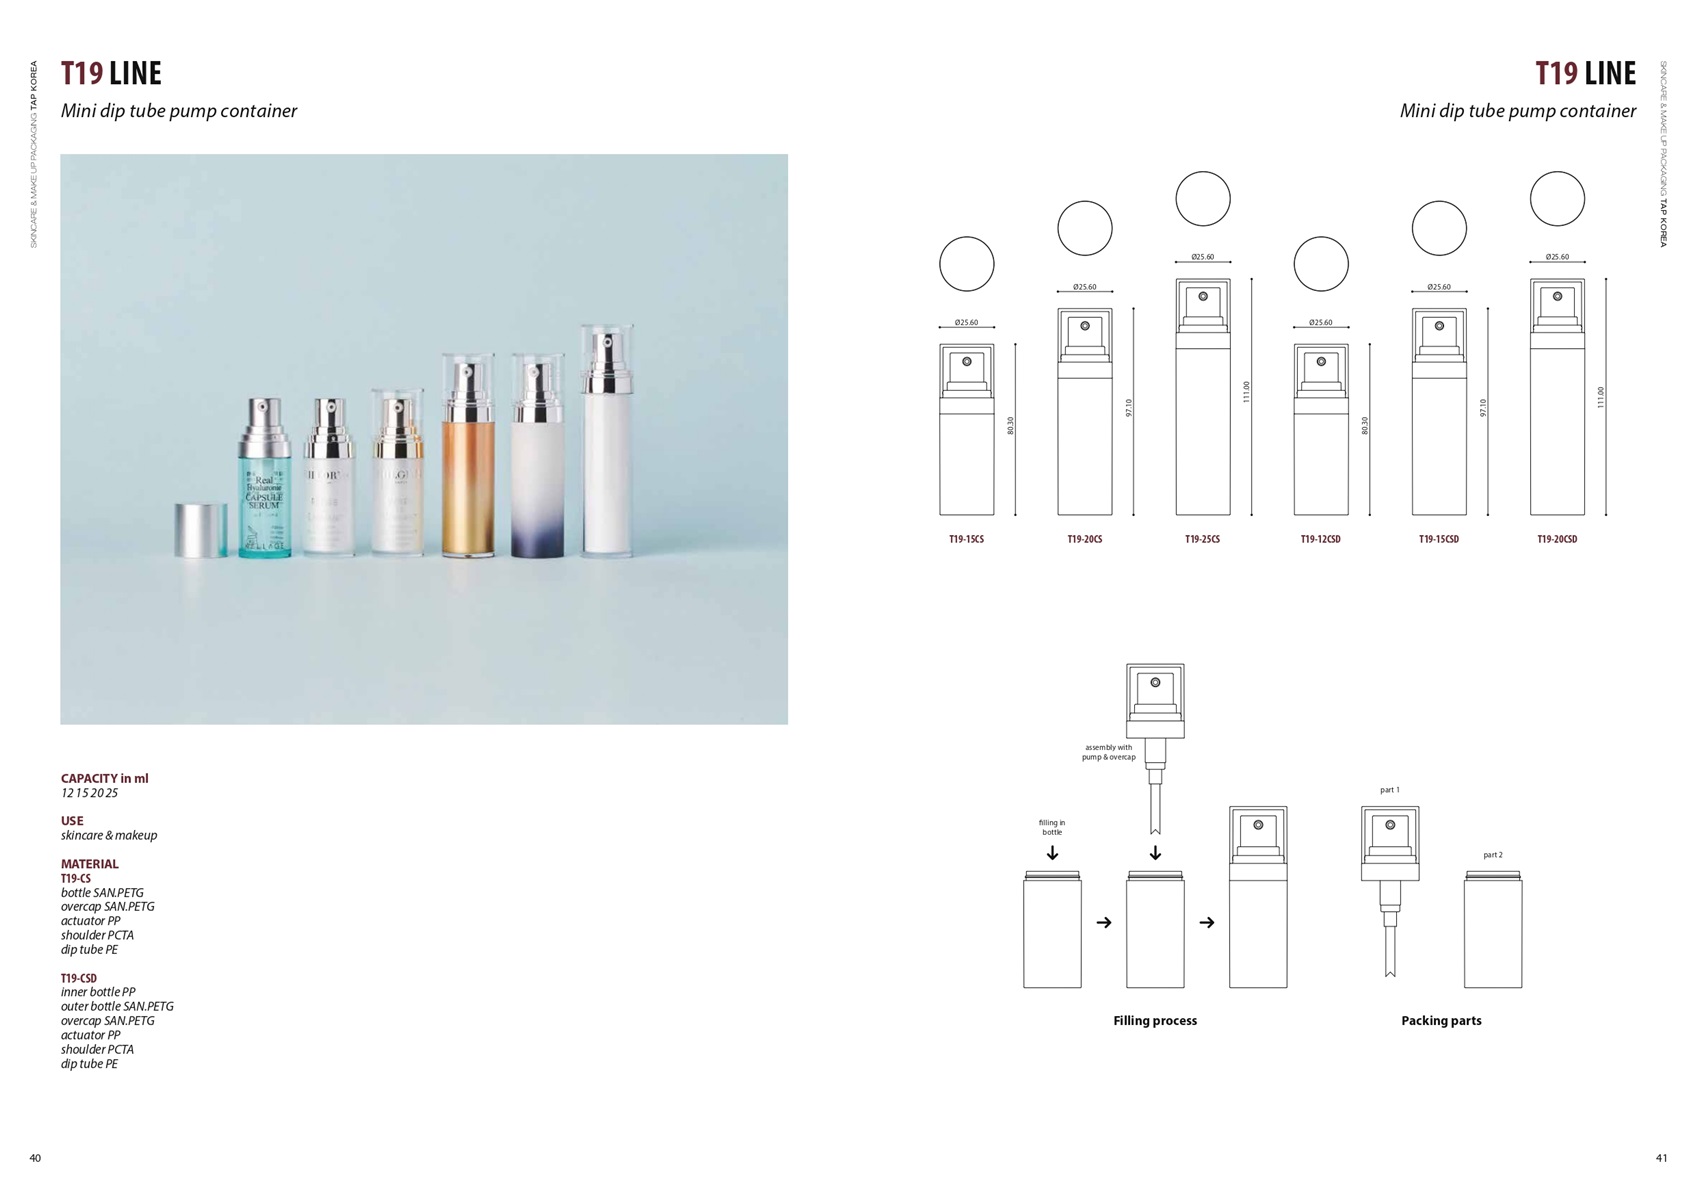 SKINCARE & MAKE UP PACKAGING TAP KOREA
T19 LINE
Mini dip tube pump container
Real
Hyaluronic
CAPSULE
SERUM
CAPACITY in ml
12 15 20 25
USE
skincare & makeup
MATERIAL
T19-CS
bottle SAN.PETG
overcap SAN.PETG
actuator PP
shoulder PCTA
dip tube PE
T19-CSD
inner bottle PP
outer bottle SAN.PETG
overcap SAN.PETG
actuator PP
shoulder PCTA
dip tube PE
40
T19 LINE
Mini dip tube pump container
SKINCARE & MAKE UP PACKAGING TAP KOREA
Ø25.60
80.30
T19-15CS
Ø25.60
97.10
T19-20CS
Ø25.60
111.00
T19-25CS
Ø25.60
80.30
T19-12CSD
Ø25.60
97.10
T19-15CSD
Ø25.60
111.00
T19-20CSD
filling in
bottle
assembly with
pump & overcap
Filling process
part 1
part 2
Packing parts
41